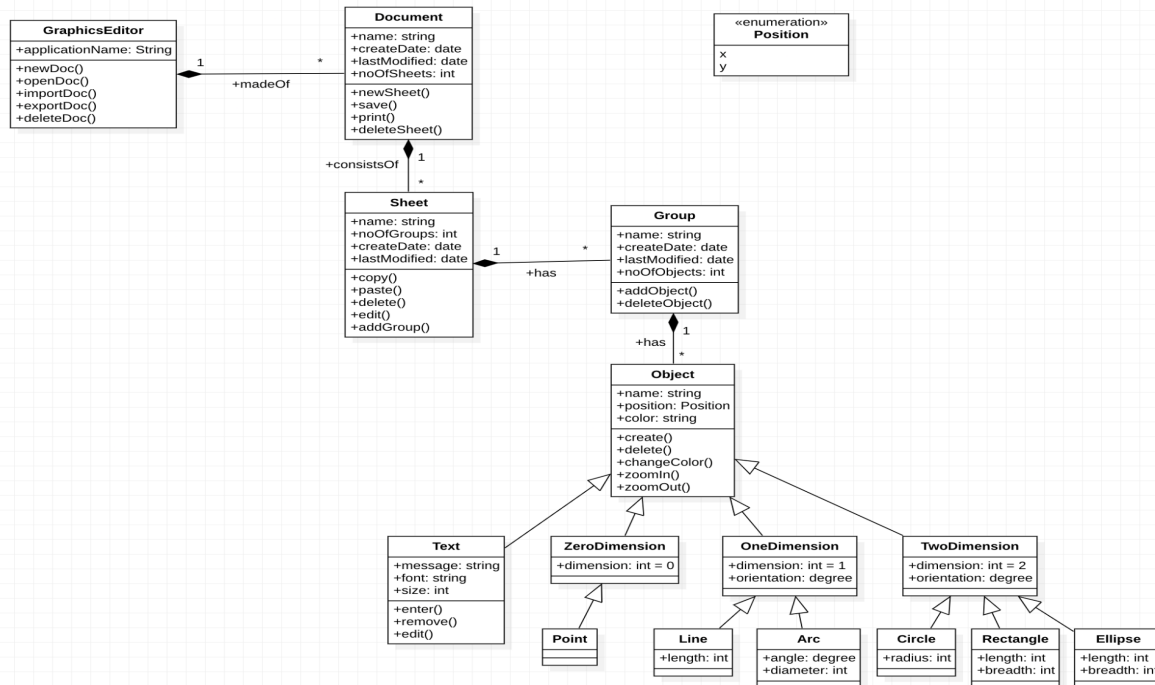 GraphicsEditor
+applicationName: String
+newDoc()
+openDoc()
+importDoc()
+exportDoc()
+deleteDoc()
1
*
+madeOf
Document
+name: string
+createDate: date
+lastModified: date
+noOfSheets: int
+newSheet()
+save()
+print()
+deleteSheet()
«enumeration»
Position
x
y
+consistsOf
1
*
Sheet
+name: string
+noOfGroups: int
+createDate: date
+lastModified: date
+copy()
+paste()
+delete()
+edit()
+addGroup()
1
*
+has
Group
+name: string
+createDate: date
+lastModified: date
+noOfObjects: int
+addObject()
+deleteObject()
1
+has
*
Object
+name: string
+position: Position
+color: string
+create()
+delete()
+changeColor()
+zoomIn()
+zoomOut()
Text
+message: string
+font: string
+size: int
+enter()
+remove()
+edit()
ZeroDimension
+dimension: int = 0
OneDimension
+dimension: int = 1
+orientation: degree
TwoDimension
+dimension: int = 2
+orientation: degree
Point
Line
+length: int
Arc
+angle: degree
+diameter: int
Circle
+radius: int
Rectangle
+length: int
+breadth: int
Ellipse
+length: int
+breadth: int